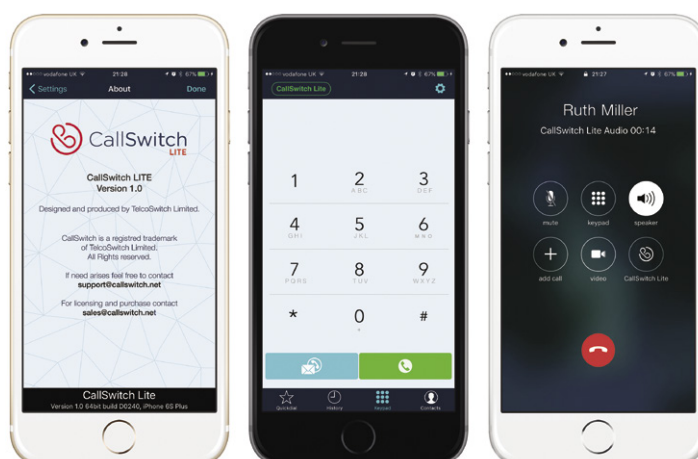 vodafone UK
21:28
67%
Settings
About
Done
CallSwitch
LITE
CallSwitch LITE
Version 1.0
Designed and produced by TelcoSwitch Limited.
CallSwitch is a registred trademark
of TelcoSwitch Limited.
All Rights reserved.
If need arises feel free to contact
support@callswitch.net
For licensing and purchase contact
sales@callswitch.net
CallSwitch Lite
Version 1.0 64bit build D0240, iPhone 6S Plus
vodafone UK
21:28
67%
CallSwitch Lite
1 2 3
ABC DEF
4 5 6
GHI JKL MNO
7 8 9
PQRS TUV WXYZ
* 0 #
+
Quickdial History Keypad Contacts
vodafone UK
21:27
67%
Ruth Miller
CallSwitch Lite Audio 00:14
mute keypad speaker
add call video CallSwitch Lite